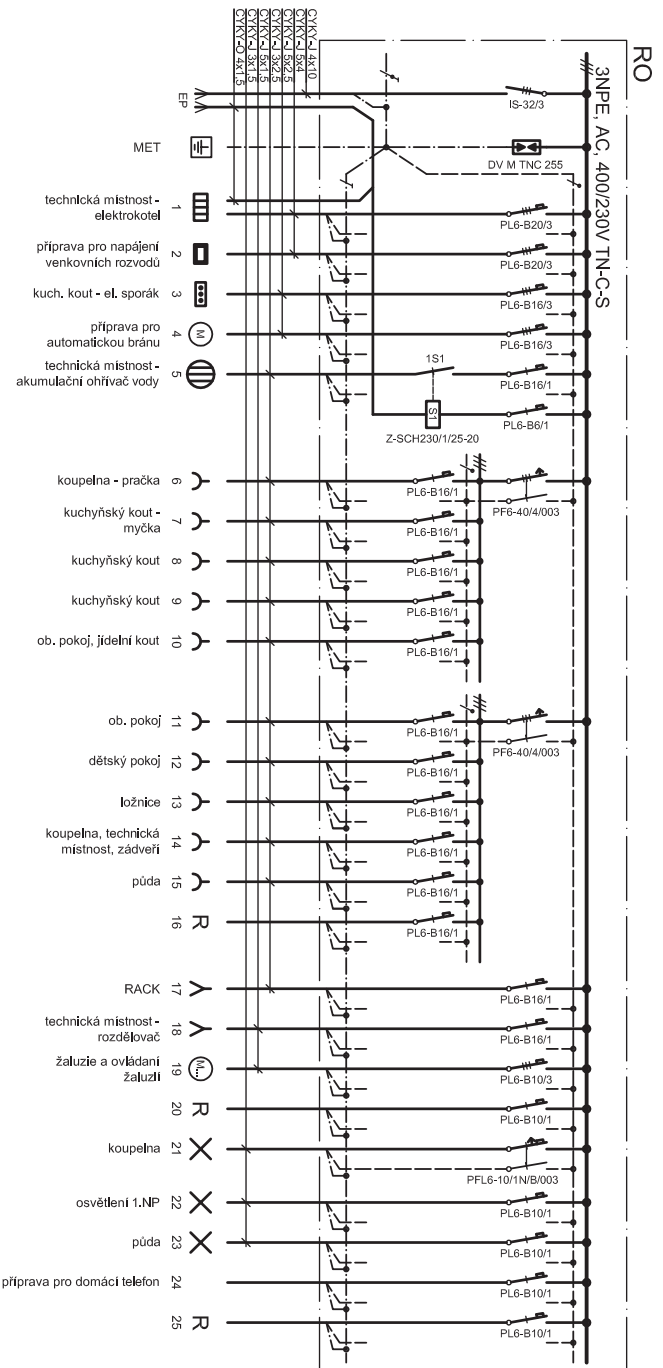 RO
3NPE, AC, 400/230V TN-C-S
CYKY-J 4x10
CYKY-J 5x4
CYKY-J 5x2,5
CYKY-J 3x2,5
CYKY-J 5x1,5
CYKY-J 3x1,5
CYKY-O 4x1,5
EP
IS-32/3
MET
DV M TNC 255
technická místnost -
elektrokotel
1
PL6-B20/3
příprava pro napájení
venkovních rozvodů
2
PL6-B20/3
kuch. kout - el. sporák
3
PL6-B16/3
příprava pro
automatickou bránu
4
M
PL6-B16/3
technická místnost -
akumulační ohřívač vody
5
1S1
PL6-B16/1
S1
Z-SCH230/1/25-20
PL6-B6/1
koupelna - pračka
6
PL6-B16/1
PF6-40/4/003
kuchyňský kout -
myčka
7
PL6-B16/1
kuchyňský kout
8
PL6-B16/1
kuchyňský kout
9
PL6-B16/1
ob. pokoj, jídelní kout
10
PL6-B16/1
ob. pokoj
11
PL6-B16/1
PF6-40/4/003
dětský pokoj
12
PL6-B16/1
ložnice
13
PL6-B16/1
koupelna, technická
místnost, zádveří
14
PL6-B16/1
půda
15
PL6-B16/1
16
R
PL6-B16/1
RACK
17
PL6-B16/1
technická místnost -
rozdělovač
18
PL6-B16/1
žaluzie a ovládaní
žaluzlí
19
M...
PL6-B10/3
20
R
PL6-B10/1
koupelna
21
PFL6-10/1N/B/003
osvětlení 1.NP
22
PL6-B10/1
půda
23
PL6-B10/1
příprava pro domácí telefon
24
PL6-B10/1
25
R
PL6-B10/1